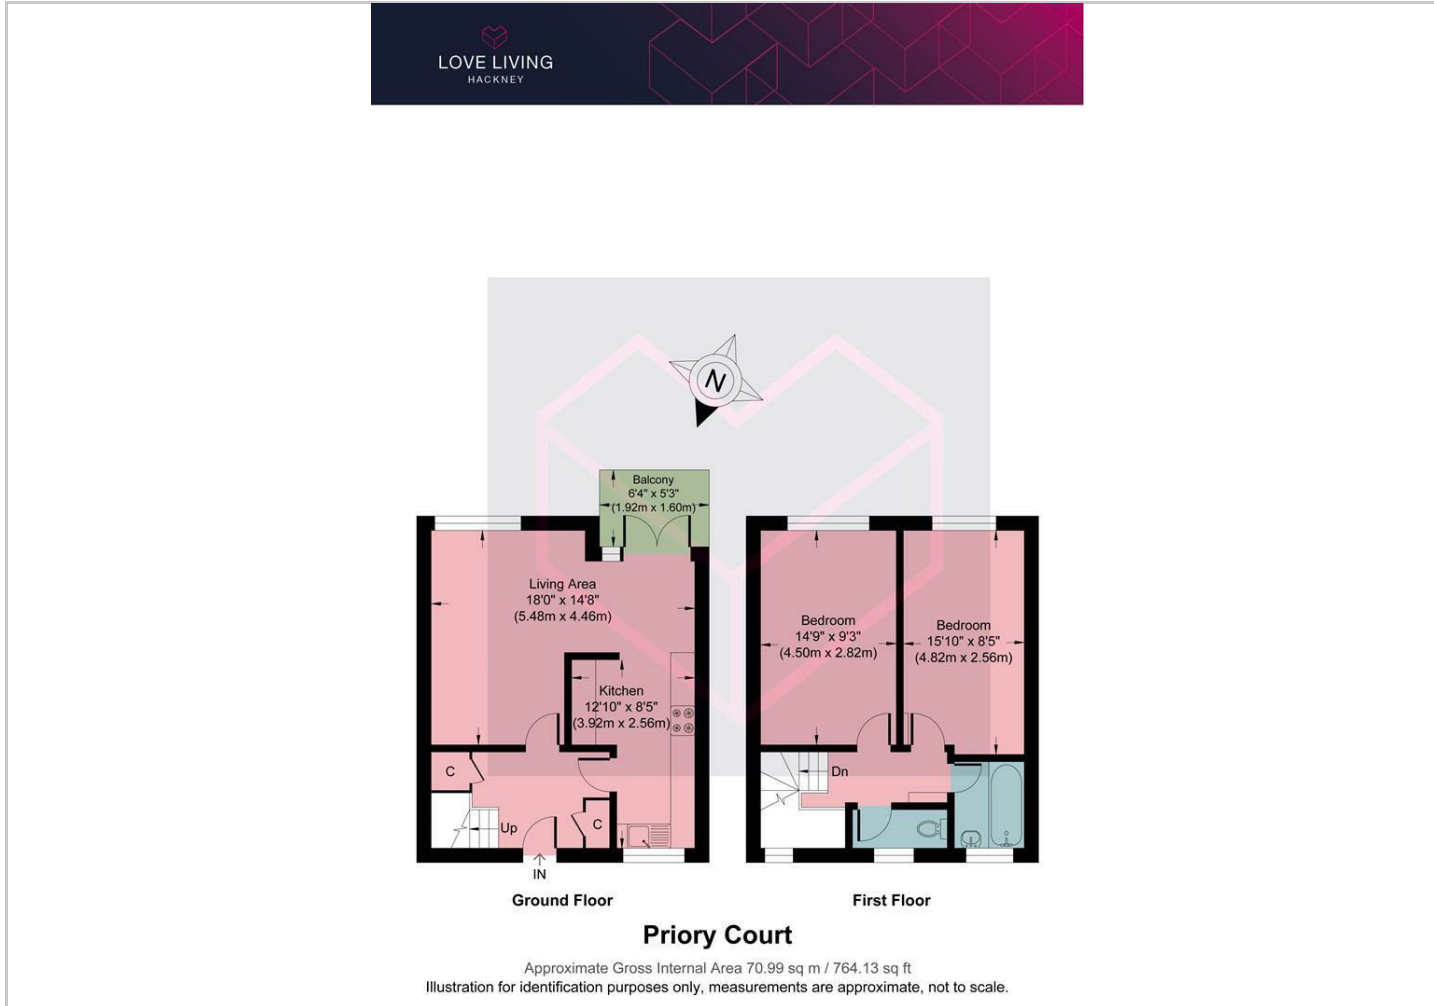 LOVE LIVING
HACKNEY
N
Balcony
6'4" x 5'3"
(1.92m x 1.60m)
Living Area
18'0" x 14'8"
(5.48m x 4.46m)
Kitchen
12'10" x 8'5"
(3.92m x 2.56m)
C
Up
C
IN
Ground Floor
Bedroom
14'9" x 9'3"
(4.50m x 2.82m)
Bedroom
15'10" x 8'5"
(4.82m x 2.56m)
Dn
First Floor
Priory Court
Approximate Gross Internal Area 70.99 sq m / 764.13 sq ft
Illustration for identification purposes only, measurements are approximate, not to scale.